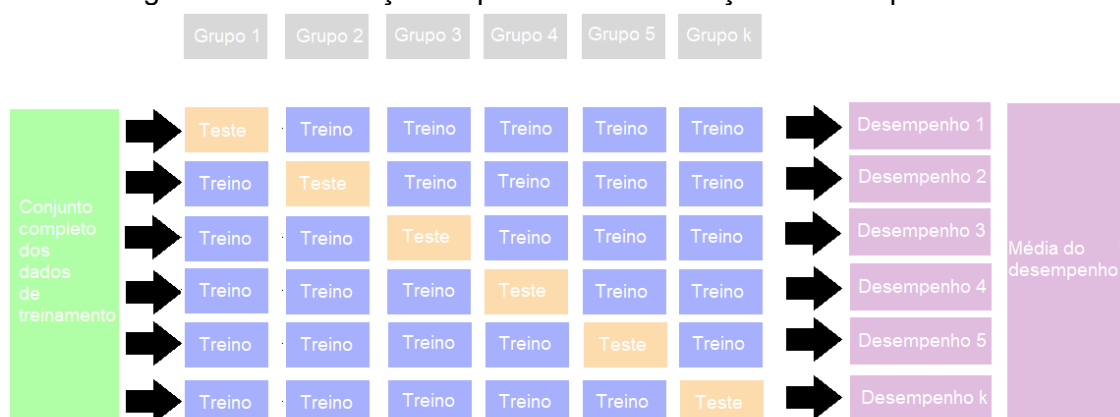 Grupo 1 Grupo 2 Grupo 3 Grupo 4 Grupo 5 Grupo k
Teste Treino Treino Treino Treino Treino Desempenho 1
Treino Teste Treino Treino Treino Treino Desempenho 2
Treino Treino Teste Treino Treino Treino Desempenho 3
Treino Treino Treino Teste Treino Treino Desempenho 4
Treino Treino Treino Treino Teste Treino Desempenho 5
Treino Treino Treino Treino Treino Teste Desempenho k
Conjunto
completo
dos
dados
de
treinamento
Média do
desempenho